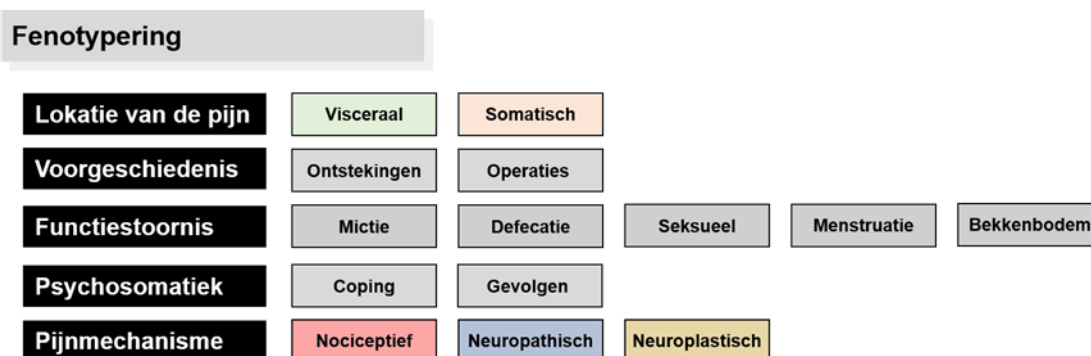 Fenotypering
Lokatie van de pijn Visceraal Somatisch
Voorgeschiedenis Ontstekingen Operaties
Functiestoornis Mictie Defecatie Seksueel Menstruatie Bekkenbodem
Psychosomatiek Coping Gevolgen
Pijnmechanisme Nociceptief Neuropathisch Neuroplastisch